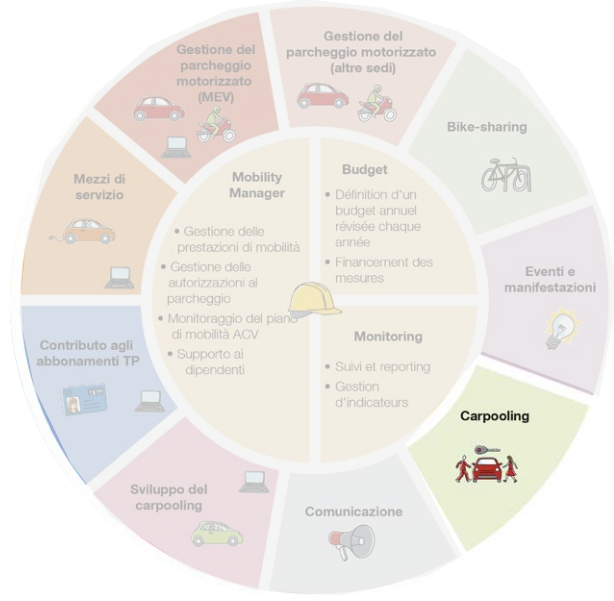 Gestione del
parcheggio
motorizzato
(MEV)
Gestione del
parcheggio motorizzato
(altre sedi)
Bike-sharing
Mezzi di
servizio
Mobility
Manager
• Gestione delle
prestazioni di mobilità
• Gestione delle
autorizzazioni al
parcheggio
• Monitoraggio del piano
di mobilità ACV
• Supporto ai
dipendenti
Budget
• Définition d'un
budget annuel
révisée chaque
année
• Financement des
mesures
Eventi e
manifestazioni
Contributo agli
abbonamenti TP
Monitoring
• Suivi et reporting
• Gestion
d'indicateurs
Carpooling
Sviluppo del
carpooling
Comunicazione